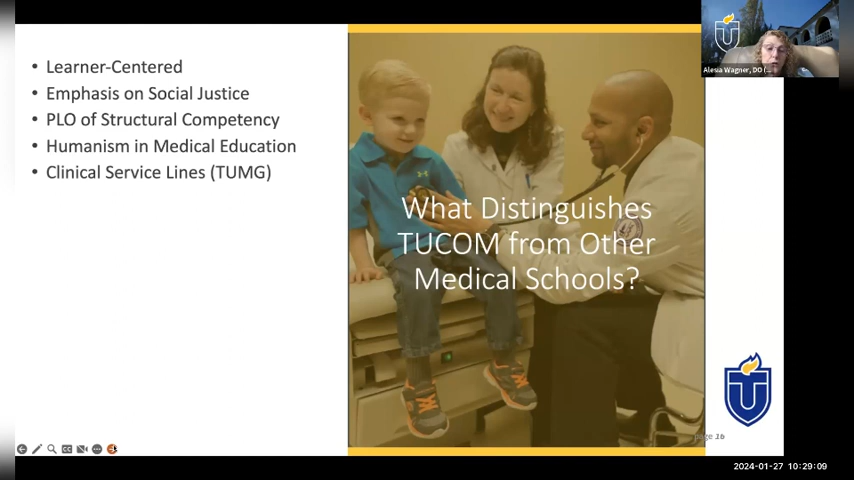 • Learner-Centered
• Emphasis on Social Justice
• PLO of Structural Competency
• Humanism in Medical Education
• Clinical Service Lines (TUMG)
What Distinguishes
TUCOM from Other
Medical Schools?
Alesia Wagner, DO (...
page 16
2024-01-27 10:29:09